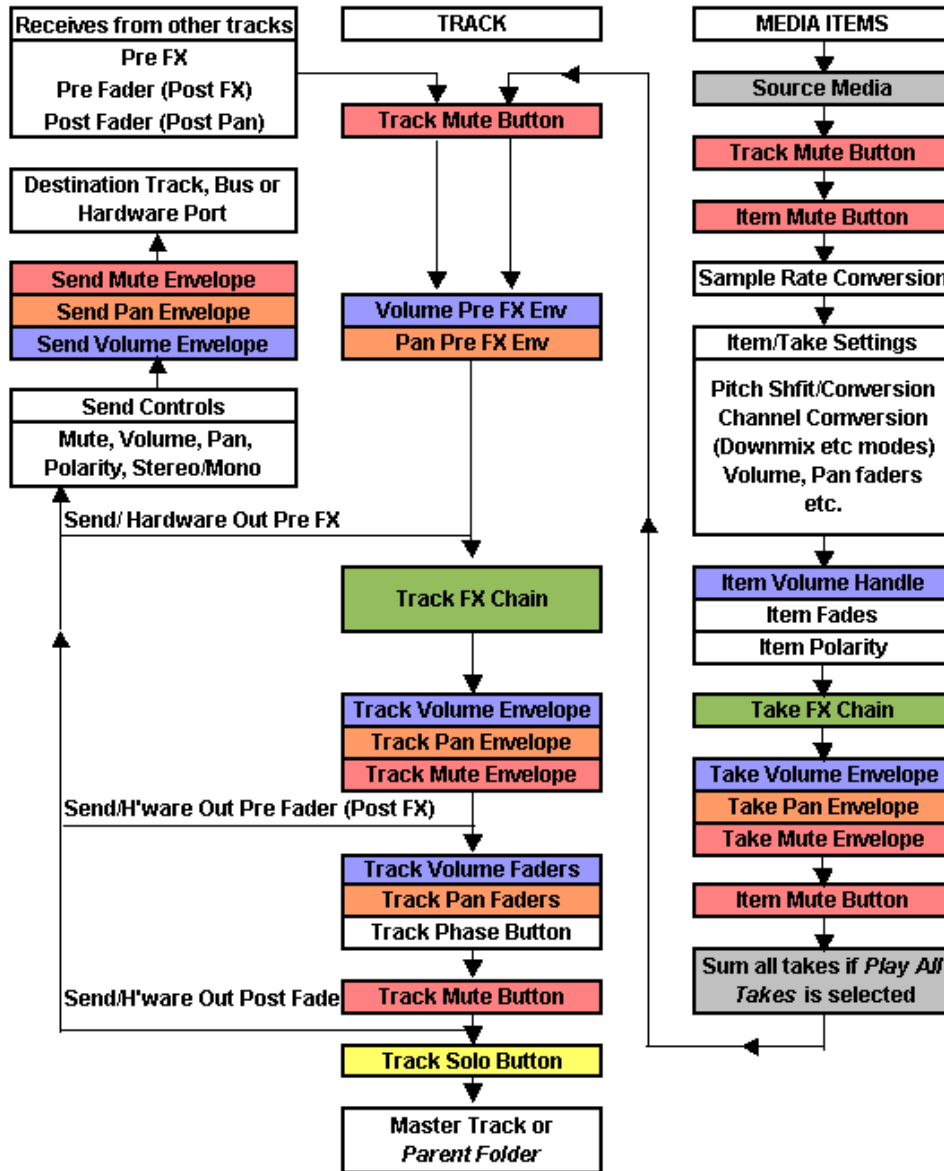 Receives from other tracks
Pre FX
Pre Fader (Post FX)
Post Fader (Post Pan)
Destination Track, Bus or
Hardware Port
Send Mute Envelope
Send Pan Envelope
Send Volume Envelope
Send Controls
Mute, Volume, Pan,
Polarity, Stereo/Mono
Send/ Hardware Out Pre FX
Send/H'ware Out Pre Fader (Post FX)
Send/H'ware Out Post Fade
TRACK
Track Mute Button
Volume Pre FX Env
Pan Pre FX Env
Track FX Chain
Track Volume Envelope
Track Pan Envelope
Track Mute Envelope
Track Volume Faders
Track Pan Faders
Track Phase Button
Track Mute Button
Track Solo Button
Master Track or
Parent Folder
MEDIA ITEMS
Source Media
Track Mute Button
Item Mute Button
Sample Rate Conversion
Item/Take Settings
Pitch Shfit/Conversion
Channel Comversion
(Downmix etc modes)
Volume, Pan faders
etc.
Item Volume Handle
Item Fades
Item Polarity
Take FX Chain
Take Volume Envelope
Take Pan Envelope
Take Mute Envelope
Item Mute Button
Sum all takes if Play All
Takes is selected